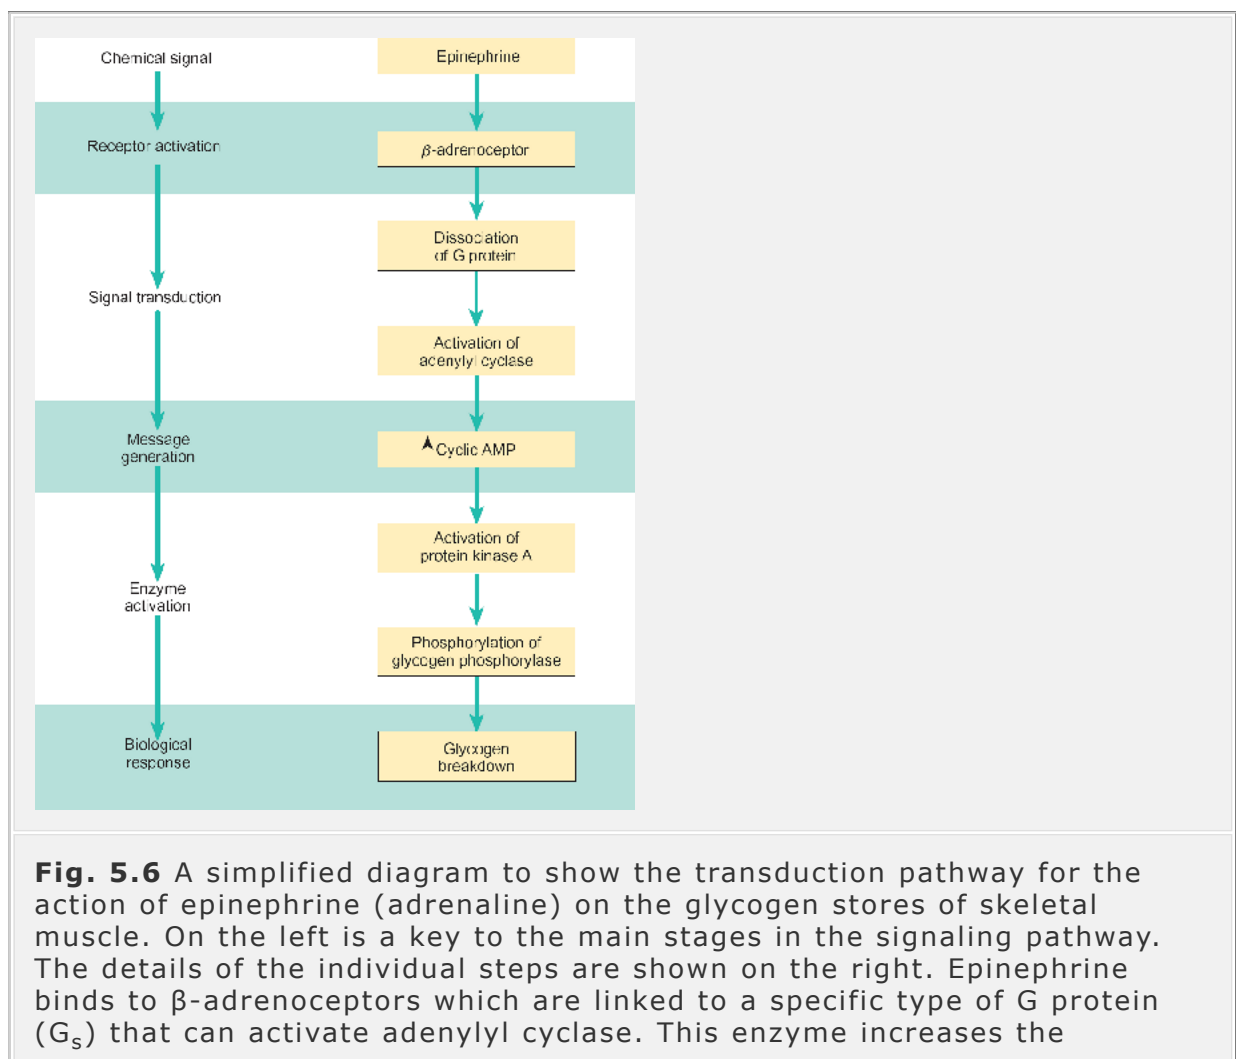 Chemical signal
Epinephrine
Receptor activation
β-adrenoceptor
Dissociation
of G protein
Signal transduction
Activation of
adenylyl cyclase
Message
generation
Cyclic AMP
Activation of
protein kinase A
Enzyme
activation
Phosphorylation of
glycogen phosphorylase
Biological
response
Glycogen
breakdown
Fig. 5.6 A simplified diagram to show the transduction pathway for the
action of epinephrine (adrenaline) on the glycogen stores of skeletal
muscle. On the left is a key to the main stages in the signaling pathway.
The details of the individual steps are shown on the right. Epinephrine
binds to β-adrenoceptors which are linked to a specific type of G protein
(Gs) that can activate adenylyl cyclase. This enzyme increases the